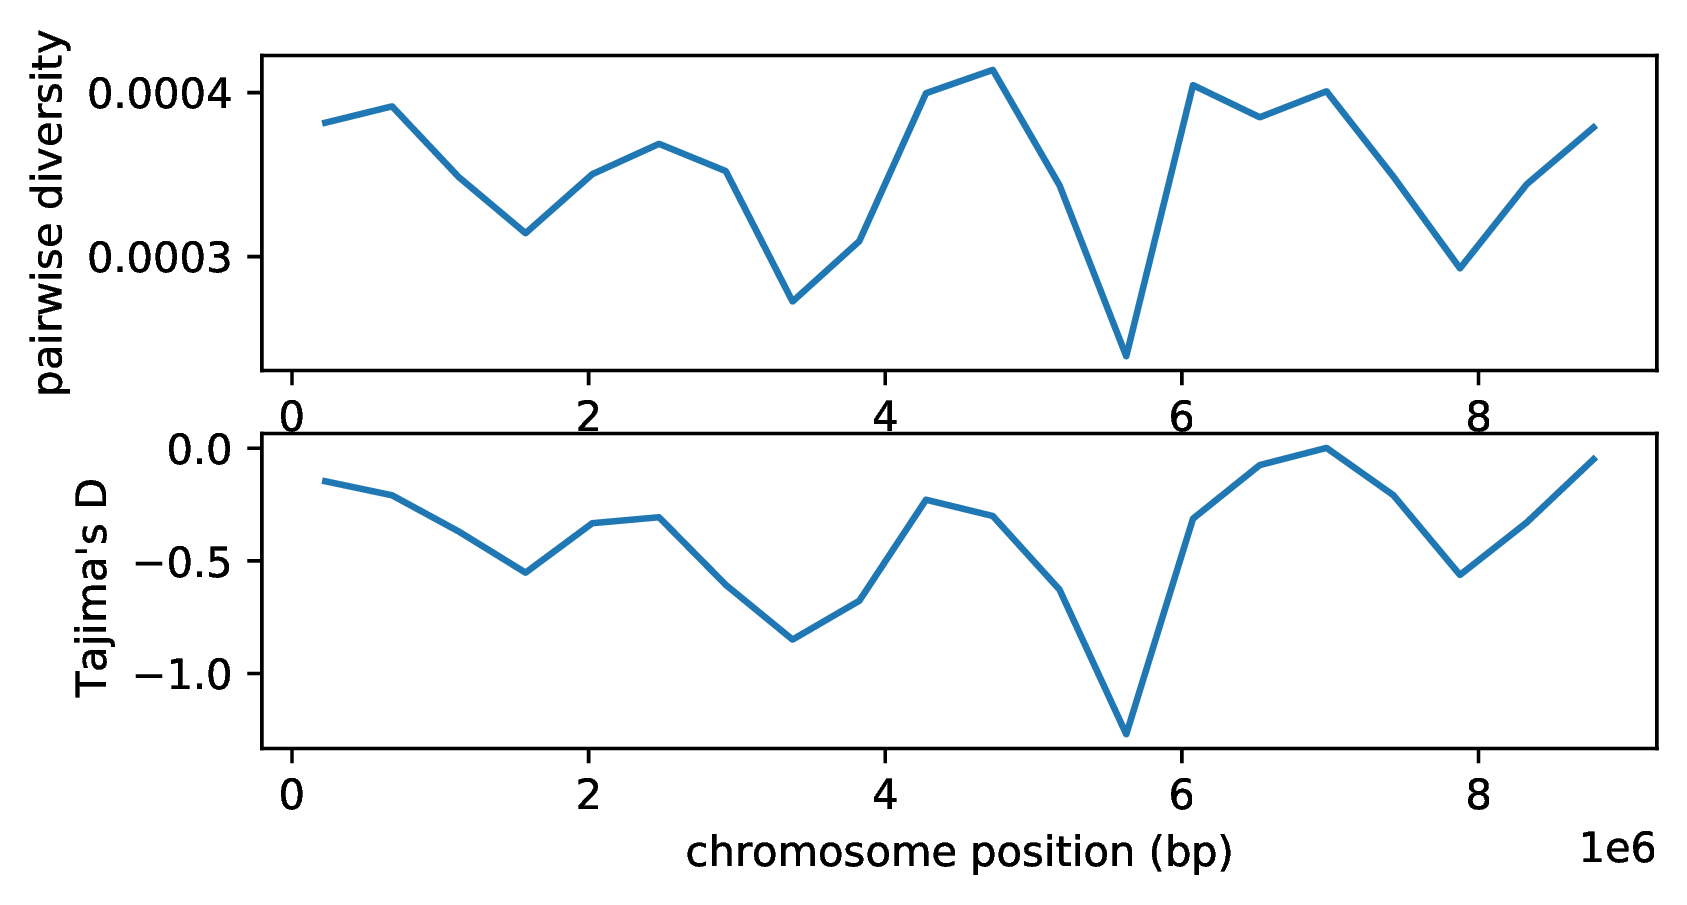 pairwise diversity
0.0004
0.0003
0 2 4 6 8
Tajima's D
0.0
−0.5
−1.0
0 2 4 6 8
chromosome position (bp)
1e6